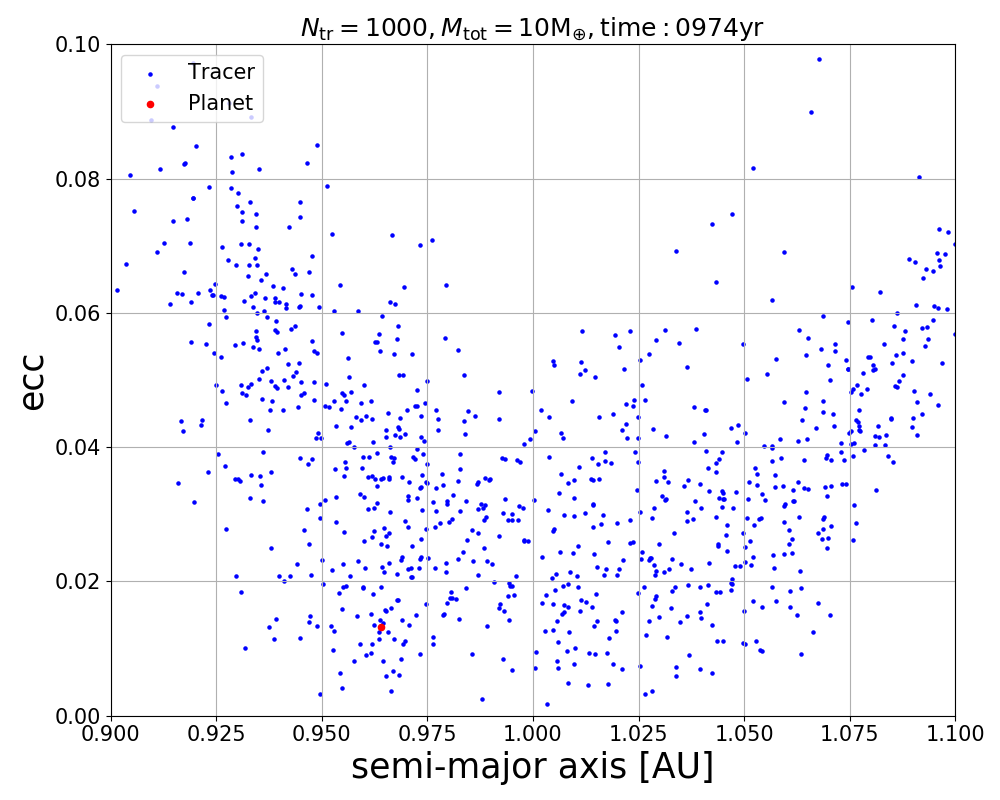 N_tr = 1000, M_tot = 10M_⊕, time : 0974yr
Tracer
Planet
ecc
0.10
0.08
0.06
0.04
0.02
0.00
0.900 0.925 0.950 0.975 1.000 1.025 1.050 1.075 1.100
semi-major axis [AU]